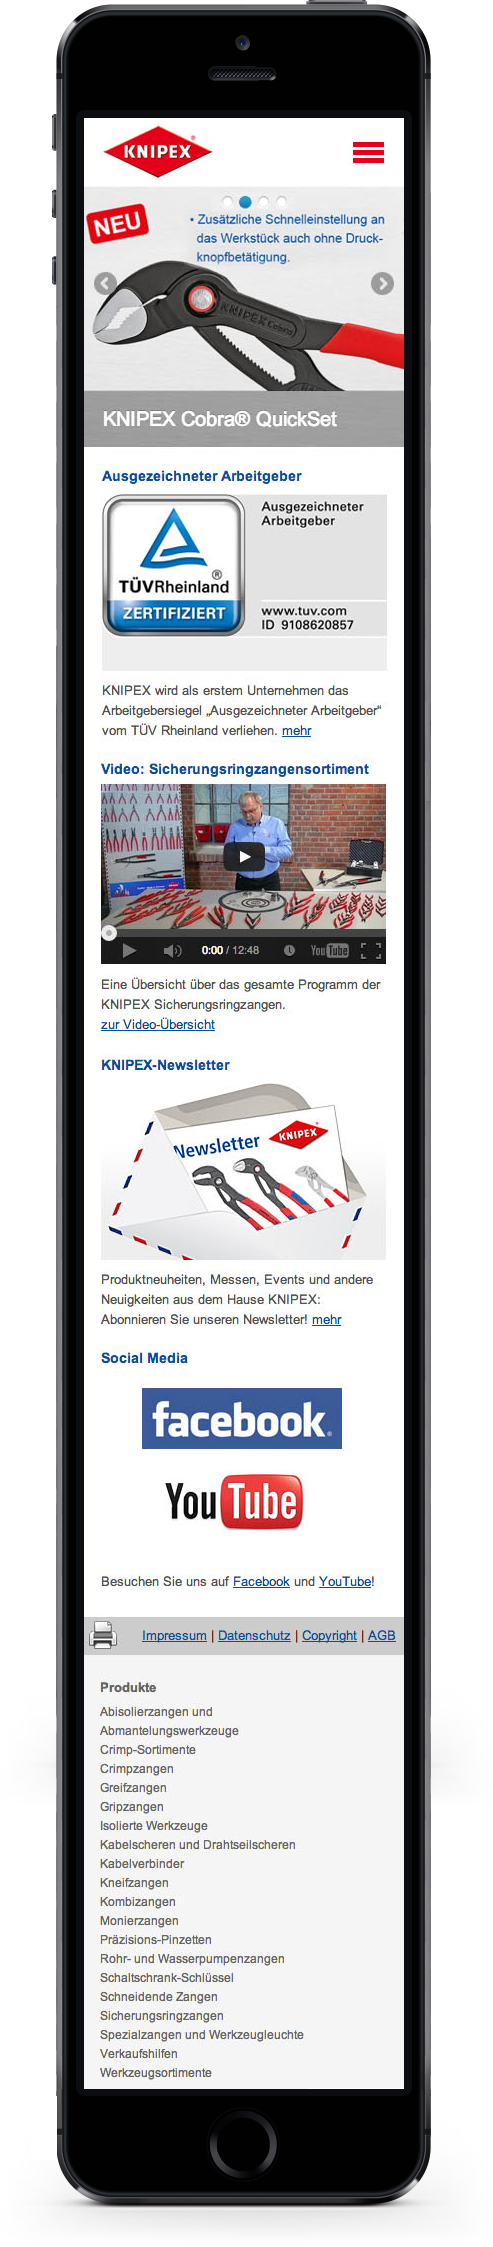 KNIPEX
NEU
• Zusätzliche Schnelleinstellung an
das Werkstück auch ohne Druck-
knopfbetätigung.
KNIPEX Cobra
KNIPEX Cobra® QuickSet
Ausgezeichneter Arbeitgeber
TÜVRheinland®
ZERTIFIZIERT
Ausgezeichneter
Arbeitgeber
www.tuv.com
ID 9108620857
KNIPEX wird als erstem Unternehmen das
Arbeitgebersiegel „Ausgezeichneter Arbeitgeber“
vom TÜV Rheinland verliehen. mehr
Video: Sicherungsringzangensortiment
0:00 / 12:48 YouTube
Eine Übersicht über das gesamte Programm der
KNIPEX Sicherungsringzangen.
zur Video-Übersicht
KNIPEX-Newsletter
Newsletter KNIPEX
Produktneuheiten, Messen, Events und andere
Neuigkeiten aus dem Hause KNIPEX:
Abonnieren Sie unseren Newsletter! mehr
Social Media
facebook
YouTube
Besuchen Sie uns auf Facebook und YouTube!
Impressum | Datenschutz | Copyright | AGB
Produkte
Abisolierzangen und
Abmantelungswerkzeuge
Crimp-Sortimente
Crimpzangen
Greifzangen
Gripzangen
Isolierte Werkzeuge
Kabelscheren und Drahtseilscheren
Kabelverbinder
Kneifzangen
Kombizangen
Monierzangen
Präzisions-Pinzetten
Rohr- und Wasserpumpenzangen
Schaltschrank-Schlüssel
Schneidende Zangen
Sicherungsringzangen
Spezialzangen und Werkzeugleuchte
Verkaufshilfen
Werkzeugsortimente